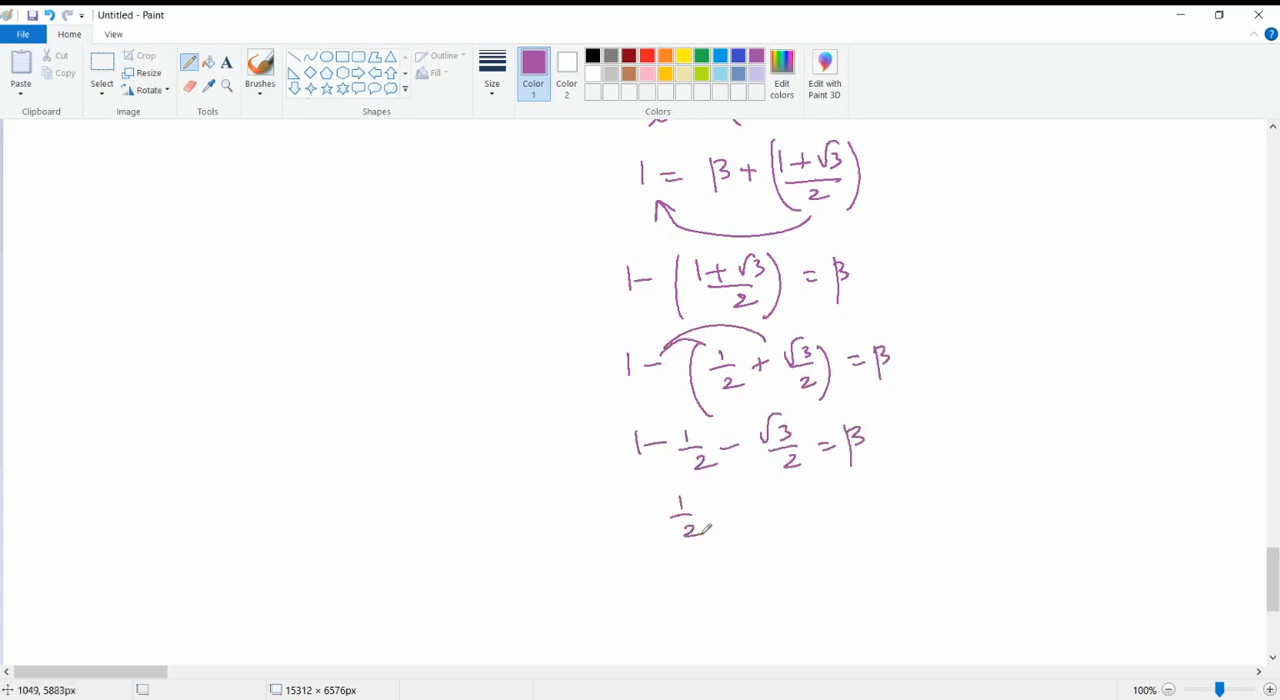 Untitled - Paint
File Home View
Paste Cut Copy Clipboard
Select Crop Resize Rotate Image
Tools
Brushes
Outline Fill Shapes
Size
Color 1 Color 2 Edit colors Edit with Paint 3D Colors
1 = β + (1+√3/2)
1 - (1+√3/2) = β
1 - (1/2 + √3/2) = β
1 - 1/2 - √3/2 = β
1/2
1049, 5883px 15312 × 6576px 100%